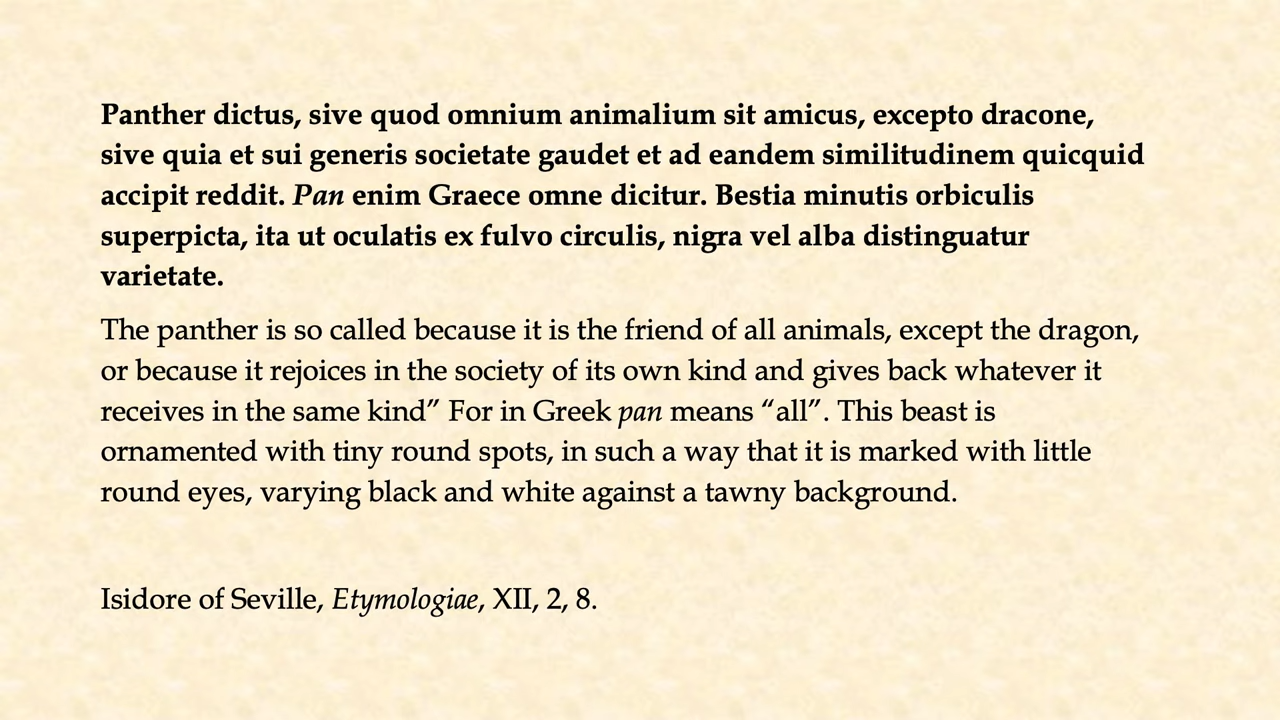 Panther dictus, sive quod omnium animalium sit amicus, excepto dracone,
sive quia et sui generis societate gaudet et ad eandem similitudinem quicquid
accipit reddit. Pan enim Graece omne dicitur. Bestia minutis orbiculis
superpicta, ita ut oculatis ex fulvo circulis, nigra vel alba distinguatur
varietate.
The panther is so called because it is the friend of all animals, except the dragon,
or because it rejoices in the society of its own kind and gives back whatever it
receives in the same kind” For in Greek pan means “all”. This beast is
ornamented with tiny round spots, in such a way that it is marked with little
round eyes, varying black and white against a tawny background.
Isidore of Seville, Etymologiae, XII, 2, 8.